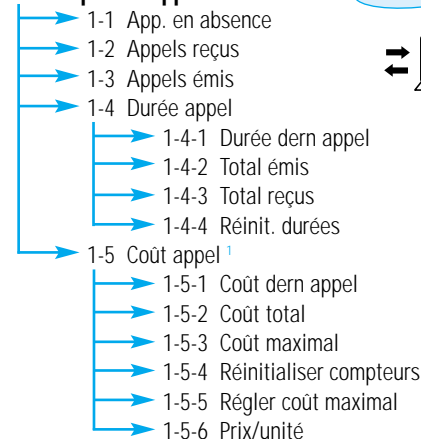 1-1 App. en absence
1-2 Appels reçus
1-3 Appels émis
1-4 Durée appel
1-4-1 Durée dern appel
1-4-2 Total émis
1-4-3 Total reçus
1-4-4 Réinit. durées
1-5 Coût appel 1
1-5-1 Coût dern appel
1-5-2 Coût total
1-5-3 Coût maximal
1-5-4 Réinitialiser compteurs
1-5-5 Régler coût maximal
1-5-6 Prix/unité